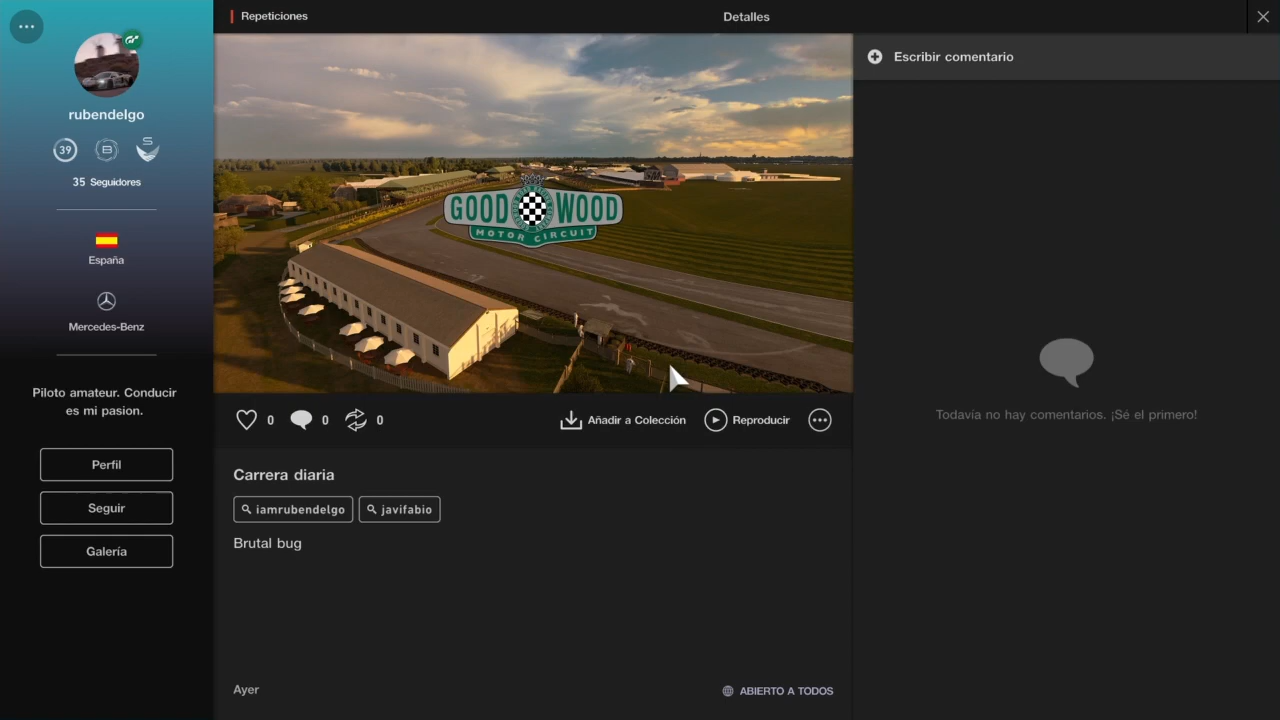 Repeticiones
Detalles
rubendelgo
39
B
S
35 Seguidores
España
Mercedes-Benz
Piloto amateur. Conducir
es mi pasion.
Perfil
Seguir
Galería
GOOD WOOD
MOTOR CIRCUIT
0
0
0
Añadir a Colección
Reproducir
Carrera diaria
iamrubendelgo
javifabio
Brutal bug
Ayer
ABIERTO A TODOS
Escribir comentario
Todavía no hay comentarios. ¡Sé el primero!